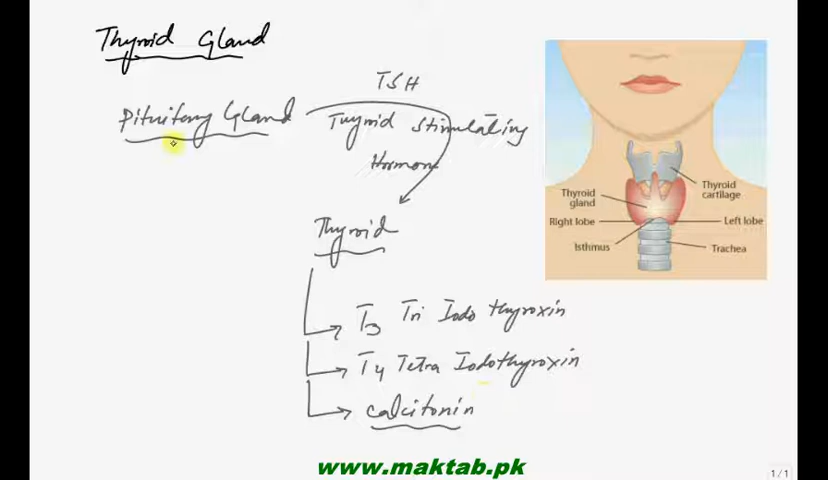 Thyroid Gland
TSH
Pituitary Gland
Thyroid Stimulating
Hormon
Thyroid
T3 Tri Iodo thyroxin
T4 Tetra Iodothyroxin
calcitonin
Thyroid
gland
Thyroid
cartilage
Right lobe
Left lobe
Isthmus
Trachea
www.maktab.pk
1/1